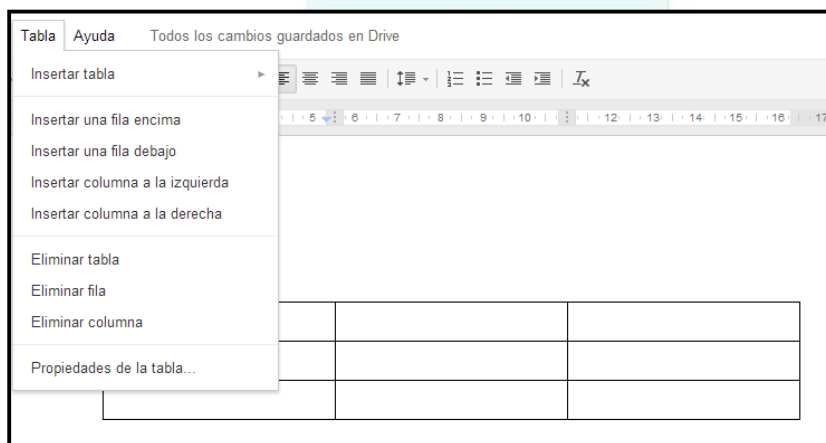 Tabla Ayuda Todos los cambios guardados en Drive
Insertar tabla
5 6 7 8 9 10 12 13 14 15 16 17
Insertar una fila encima
Insertar una fila debajo
Insertar columna a la izquierda
Insertar columna a la derecha
Eliminar tabla
Eliminar fila
Eliminar columna
Propiedades de la tabla...